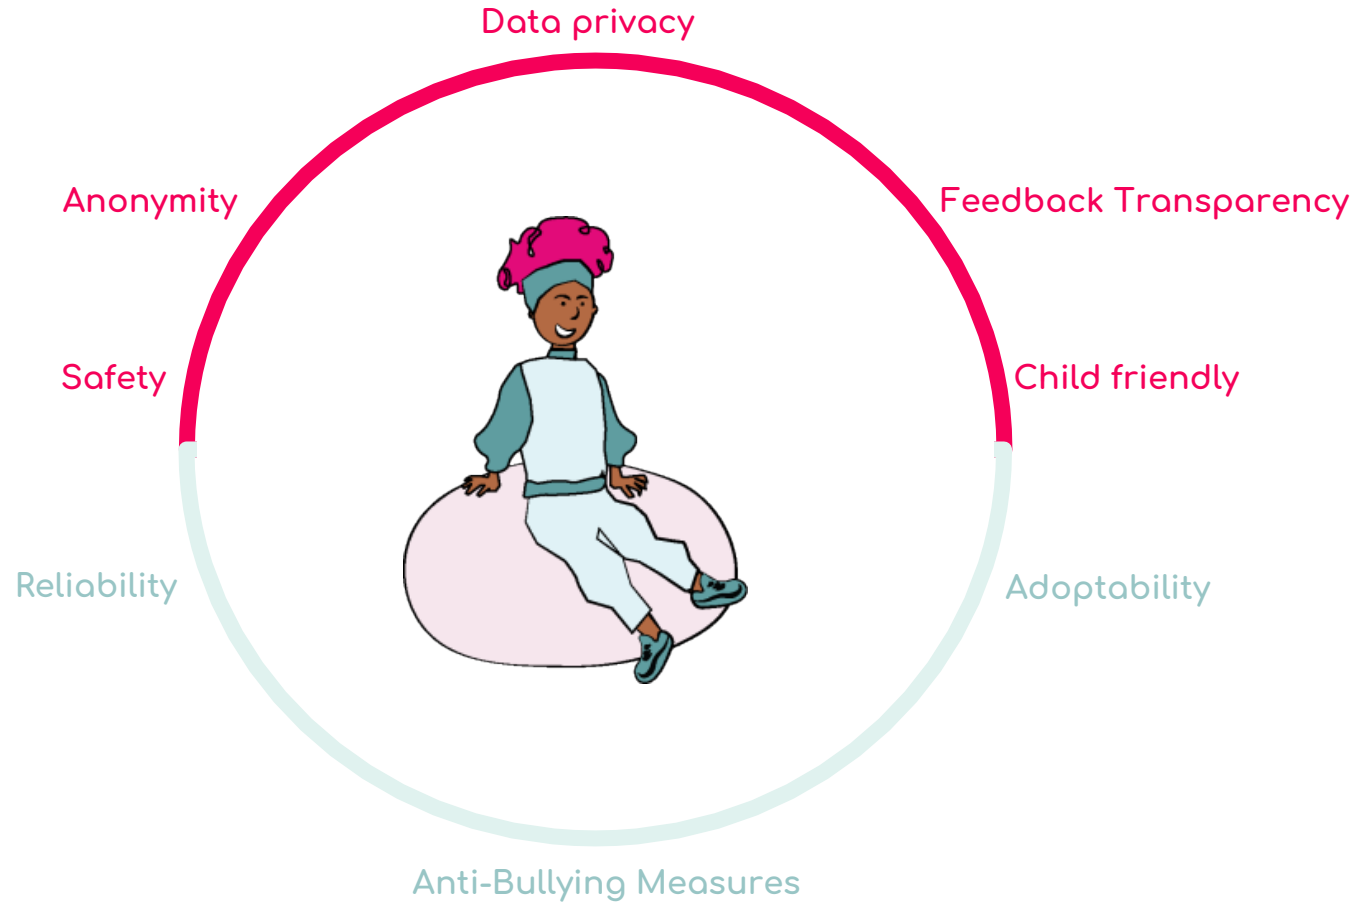 Data privacy
Anonymity
Feedback Transparency
Safety
Child friendly
Reliability
Adoptability
Anti-Bullying Measures